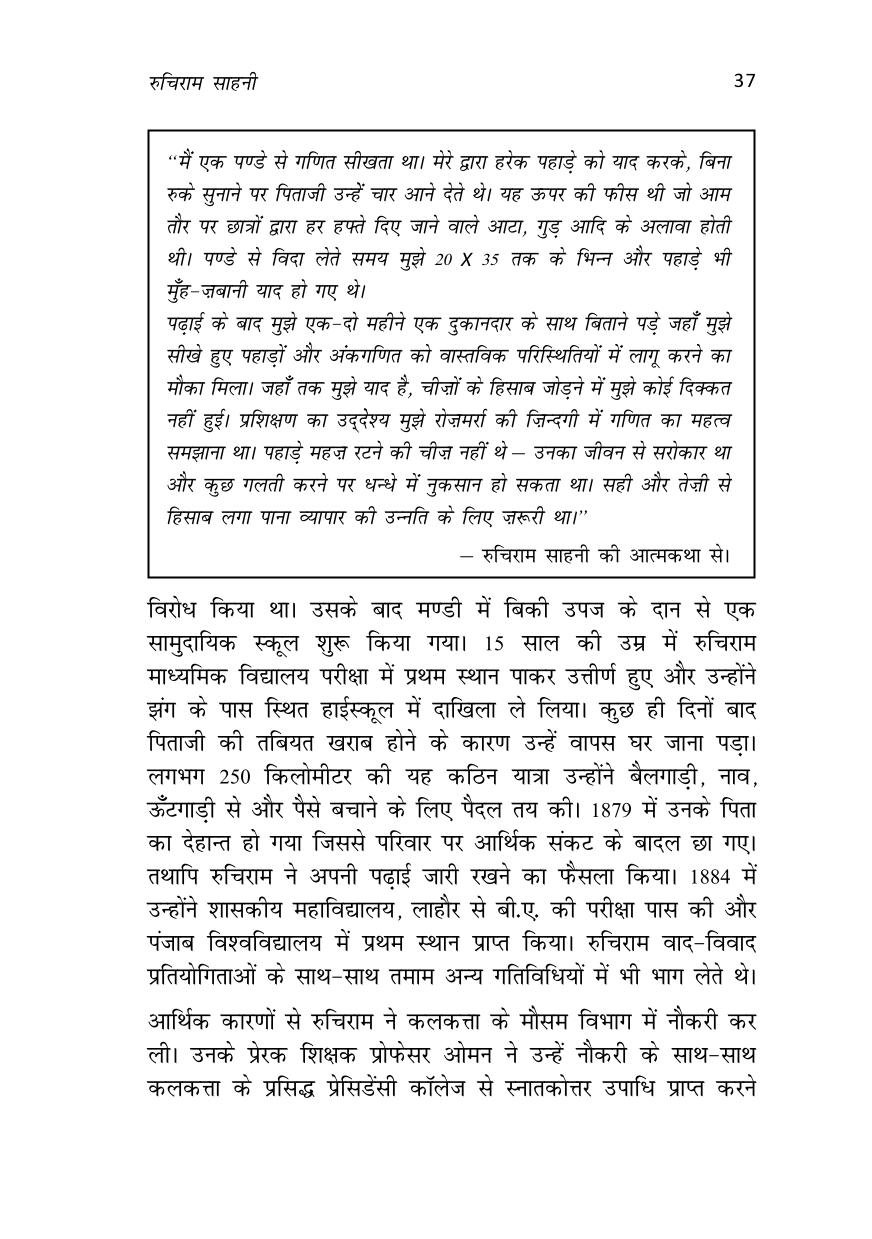 रुचिराम साहनी
37
“मैं एक पण्डे से गणित सीखता था। मेरे द्वारा हरेक पहाड़े को याद करके, बिना
रुके सुनाने पर पिताजी उन्हें चार आने देते थे। यह ऊपर की फीस थी जो आम
तौर पर छात्रों द्वारा हर हफ्ते दिए जाने वाले आटा, गुड़ आदि के अलावा होती
थी। पण्डे से विदा लेते समय मुझे 20 X 35 तक के भिन्न और पहाड़े भी
मुँह-ज़बानी याद हो गए थे।
पढ़ाई के बाद मुझे एक-दो महीने एक दुकानदार के साथ बिताने पड़े जहाँ मुझे
सीखे हुए पहाड़ों और अंकगणित को वास्तविक परिस्थितियों में लागू करने का
मौका मिला। जहाँ तक मुझे याद है, चीज़ों के हिसाब जोड़ने में मुझे कोई दिक्कत
नहीं हुई। प्रशिक्षण का उद्देश्य मुझे रोज़मर्रा की ज़िन्दगी में गणित का महत्व
समझाना था। पहाड़े महज़ रटने की चीज़ नहीं थे – उनका जीवन से सरोकार था
और कुछ गलती करने पर धन्धे में नुकसान हो सकता था। सही और तेज़ी से
हिसाब लगा पाना व्यापार की उन्नति के लिए ज़रूरी था।”
– रुचिराम साहनी की आत्मकथा से।
विरोध किया था। उसके बाद मण्डी में बिकी उपज के दान से एक
सामुदायिक स्कूल शुरू किया गया। 15 साल की उम्र में रुचिराम
माध्यमिक विद्यालय परीक्षा में प्रथम स्थान पाकर उत्तीर्ण हुए और उन्होंने
झंग के पास स्थित हाईस्कूल में दाखिला ले लिया। कुछ ही दिनों बाद
पिताजी की तबियत खराब होने के कारण उन्हें वापस घर जाना पड़ा।
लगभग 250 किलोमीटर की यह कठिन यात्रा उन्होंने बैलगाड़ी, नाव,
ऊँटगाड़ी से और पैसे बचाने के लिए पैदल तय की। 1879 में उनके पिता
का देहान्त हो गया जिससे परिवार पर आर्थिक संकट के बादल छा गए।
तथापि रुचिराम ने अपनी पढ़ाई जारी रखने का फैसला किया। 1884 में
उन्होंने शासकीय महाविद्यालय, लाहौर से बी.ए. की परीक्षा पास की और
पंजाब विश्वविद्यालय में प्रथम स्थान प्राप्त किया। रुचिराम वाद-विवाद
प्रतियोगिताओं के साथ-साथ तमाम अन्य गतिविधियों में भी भाग लेते थे।
आर्थिक कारणों से रुचिराम ने कलकत्ता के मौसम विभाग में नौकरी कर
ली। उनके प्रेरक शिक्षक प्रोफेसर ओमन ने उन्हें नौकरी के साथ-साथ
कलकत्ता के प्रसिद्ध प्रेसिडेंसी कॉलेज से स्नातकोत्तर उपाधि प्राप्त करने